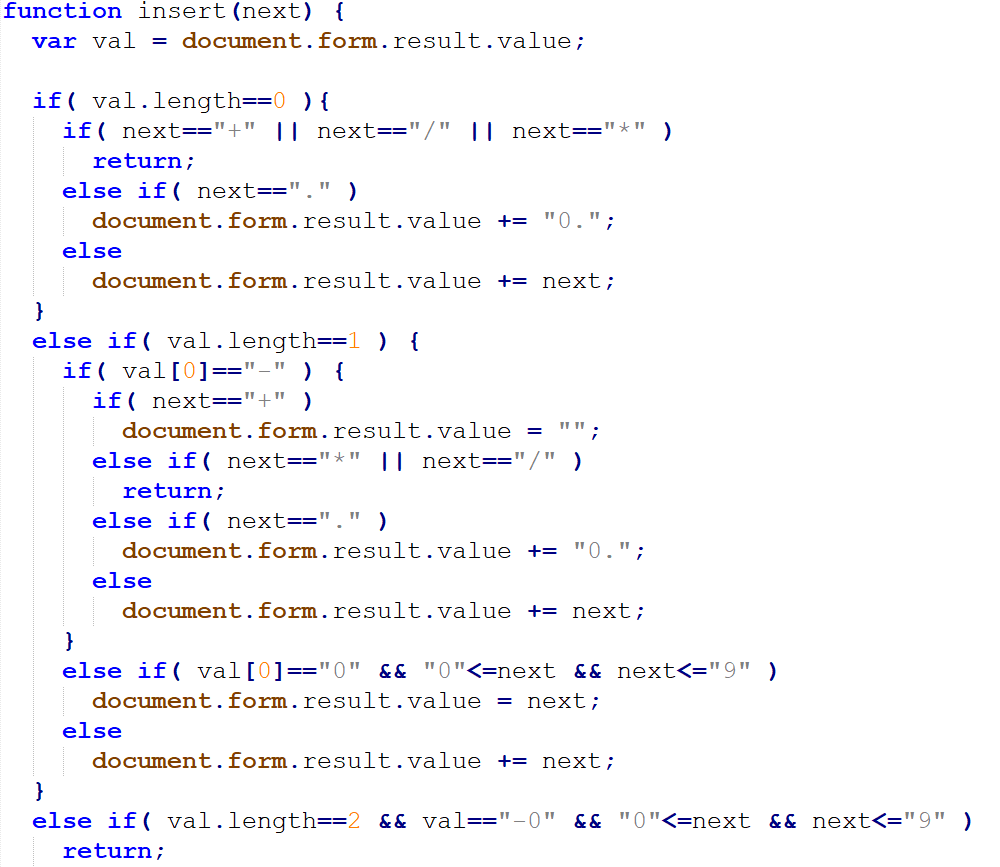 function insert(next) {
  var val = document.form.result.value;

  if( val.length==0 ){
    if( next=="+" || next=="/" || next=="*" )
      return;
    else if( next=="." )
      document.form.result.value += "0.";
    else
      document.form.result.value += next;
  }
  else if( val.length==1 ) {
    if( val[0]=="-" ) {
      if( next=="+" )
        document.form.result.value = "";
      else if( next=="*" || next=="/" )
        return;
      else if( next=="." )
        document.form.result.value += "0.";
      else
        document.form.result.value += next;
    }
    else if( val[0]=="0" && "0"<=next && next<="9" )
      document.form.result.value = next;
    else
      document.form.result.value += next;
  }
  else if( val.length==2 && val=="-0" && "0"<=next && next<="9" )
    return;